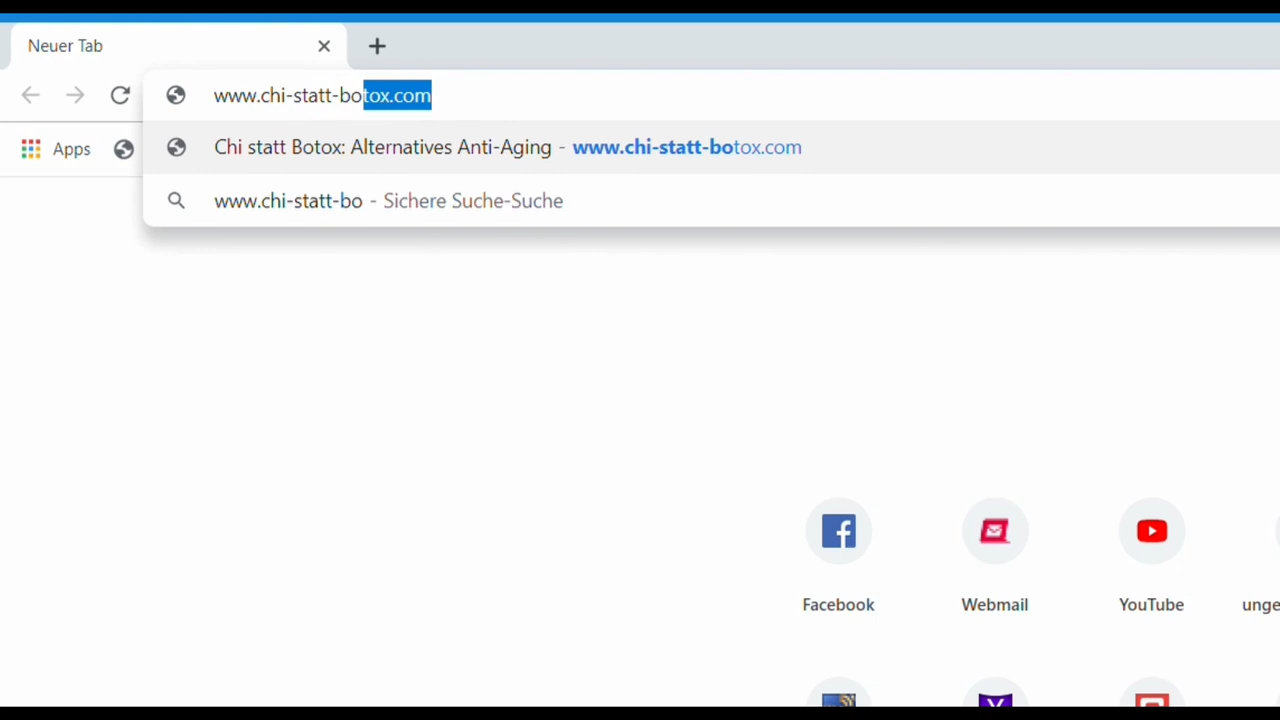 Neuer Tab
www.chi-statt-botox.com
Apps
Chi statt Botox: Alternatives Anti-Aging - www.chi-statt-botox.com
www.chi-statt-bo - Sichere Suche-Suche
Facebook
Webmail
YouTube
unge